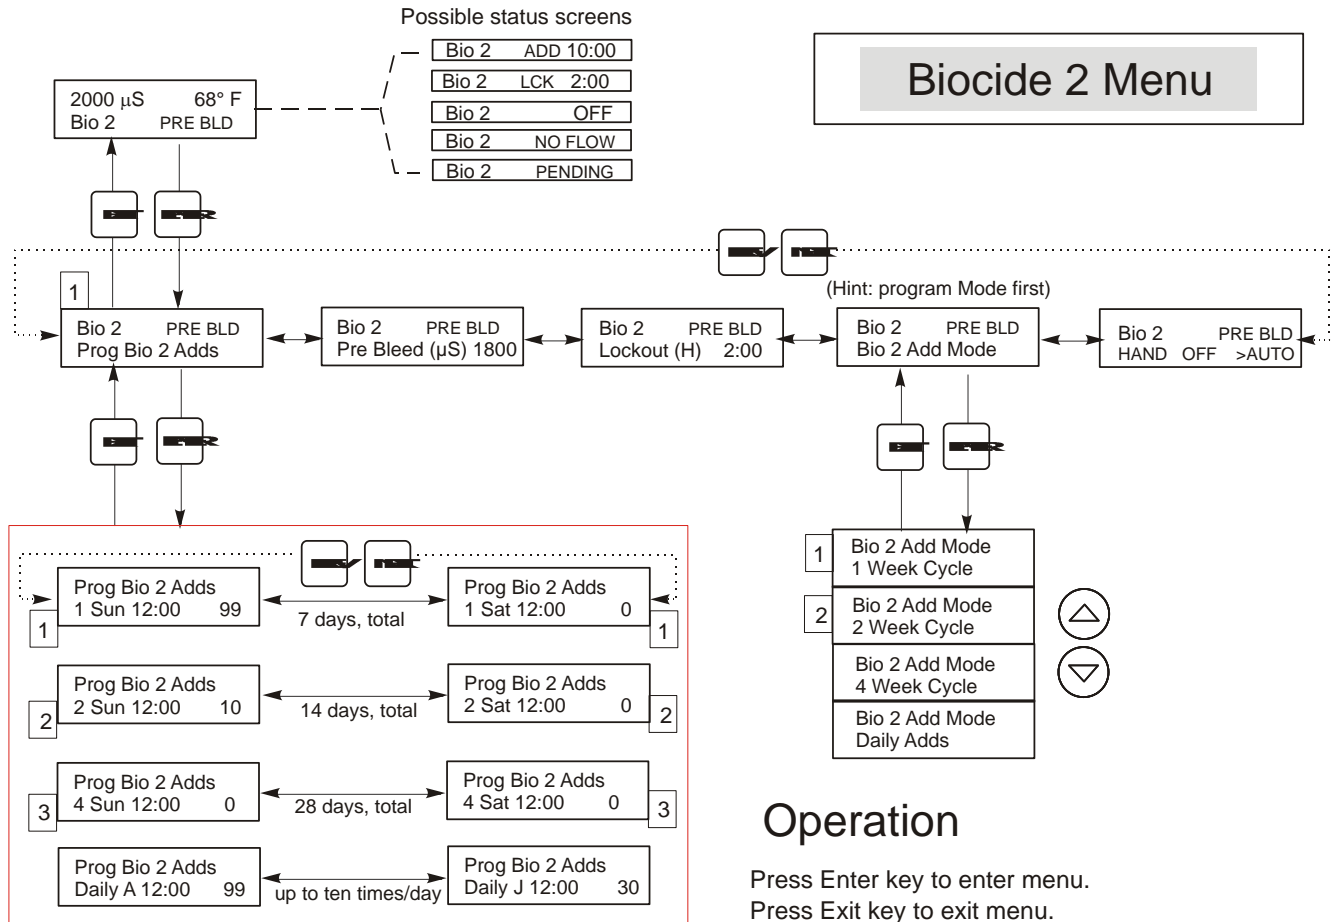 Possible status screens
Bio 2 ADD 10:00
Bio 2 LCK 2:00
Bio 2 OFF
Bio 2 NO FLOW
Bio 2 PENDING
Biocide 2 Menu
2000 µS 68° F
Bio 2 PRE BLD
(Hint: program Mode first)
1
Bio 2 PRE BLD
Prog Bio 2 Adds
Bio 2 PRE BLD
Pre Bleed (µS) 1800
Bio 2 PRE BLD
Lockout (H) 2:00
Bio 2 PRE BLD
Bio 2 Add Mode
Bio 2 PRE BLD
HAND OFF >AUTO
Prog Bio 2 Adds
1 Sun 12:00 99
1
7 days, total
Prog Bio 2 Adds
1 Sat 12:00 0
1
Prog Bio 2 Adds
2 Sun 12:00 10
2
14 days, total
Prog Bio 2 Adds
2 Sat 12:00 0
2
Prog Bio 2 Adds
4 Sun 12:00 0
3
28 days, total
Prog Bio 2 Adds
4 Sat 12:00 0
3
Prog Bio 2 Adds
Daily A 12:00 99
up to ten times/day
Prog Bio 2 Adds
Daily J 12:00 30
1
Bio 2 Add Mode
1 Week Cycle
2
Bio 2 Add Mode
2 Week Cycle
Bio 2 Add Mode
4 Week Cycle
Bio 2 Add Mode
Daily Adds
Operation
Press Enter key to enter menu.
Press Exit key to exit menu.